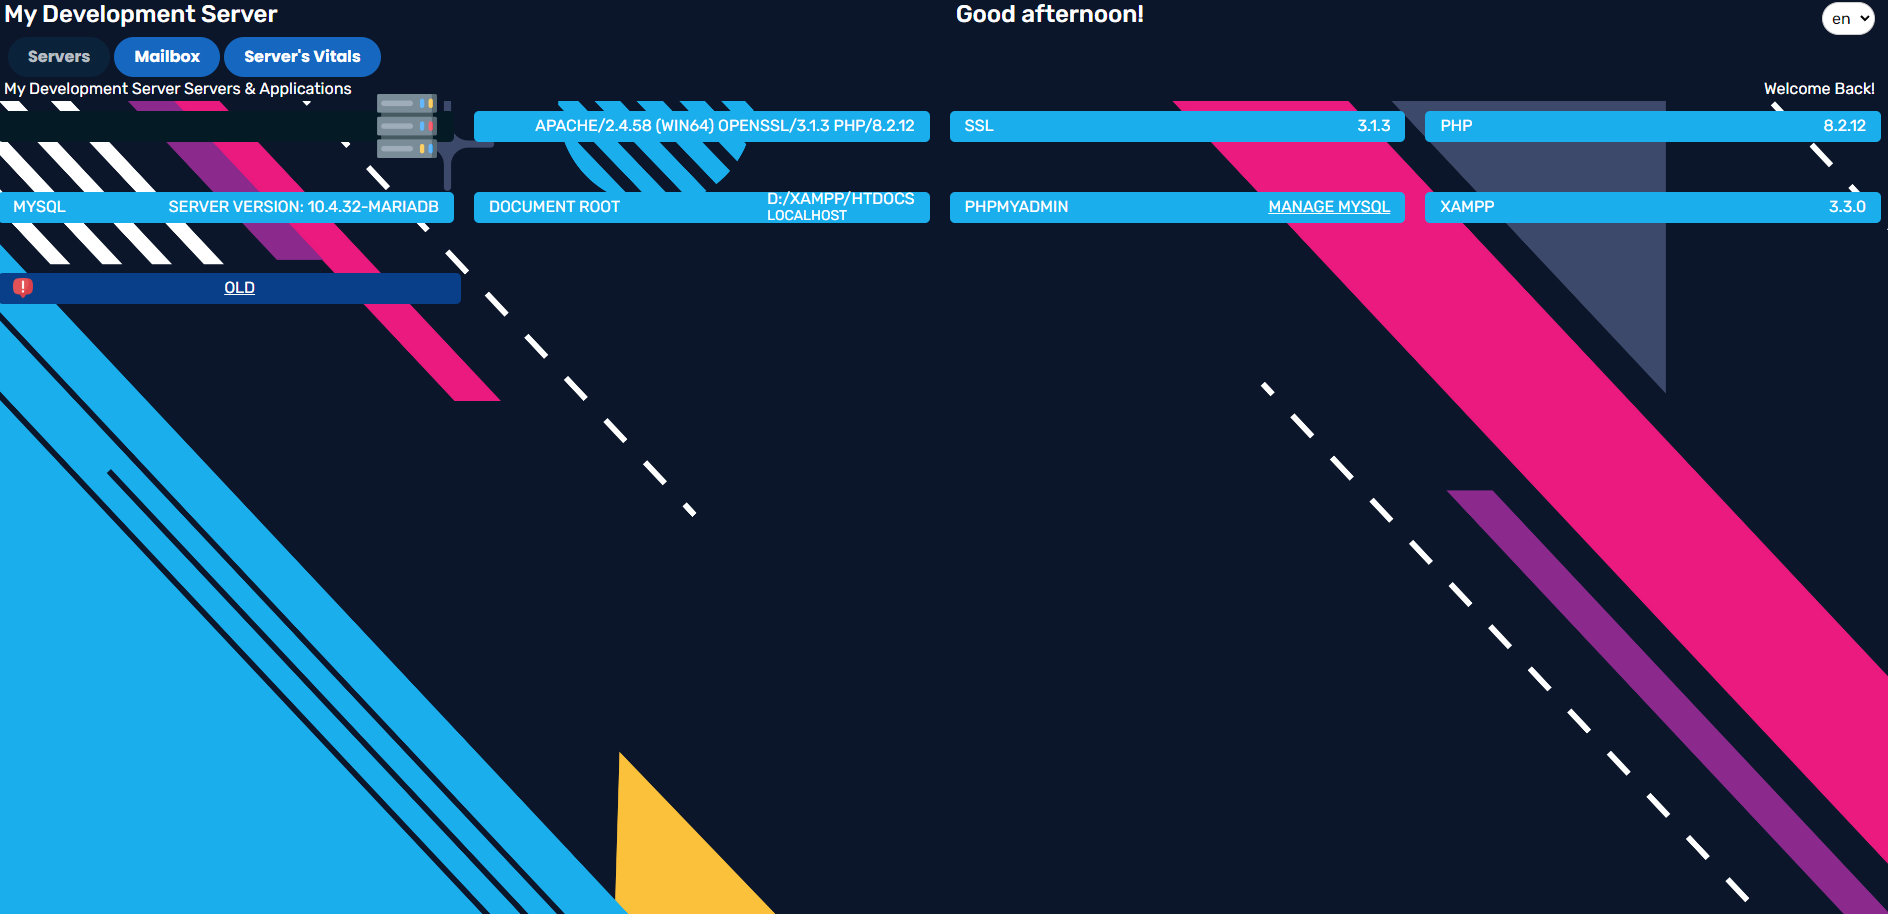 My Development Server
Good afternoon!
en
Servers
Mailbox
Server's Vitals
My Development Server Servers & Applications
Welcome Back!
APACHE/2.4.58 (WIN64) OPENSSL/3.1.3 PHP/8.2.12
SSL 3.1.3
PHP 8.2.12
MYSQL SERVER VERSION: 10.4.32-MARIADB
DOCUMENT ROOT D:/XAMPP/HTDOCS
LOCALHOST
PHPMYADMIN MANAGE MYSQL
XAMPP 3.3.0
OLD